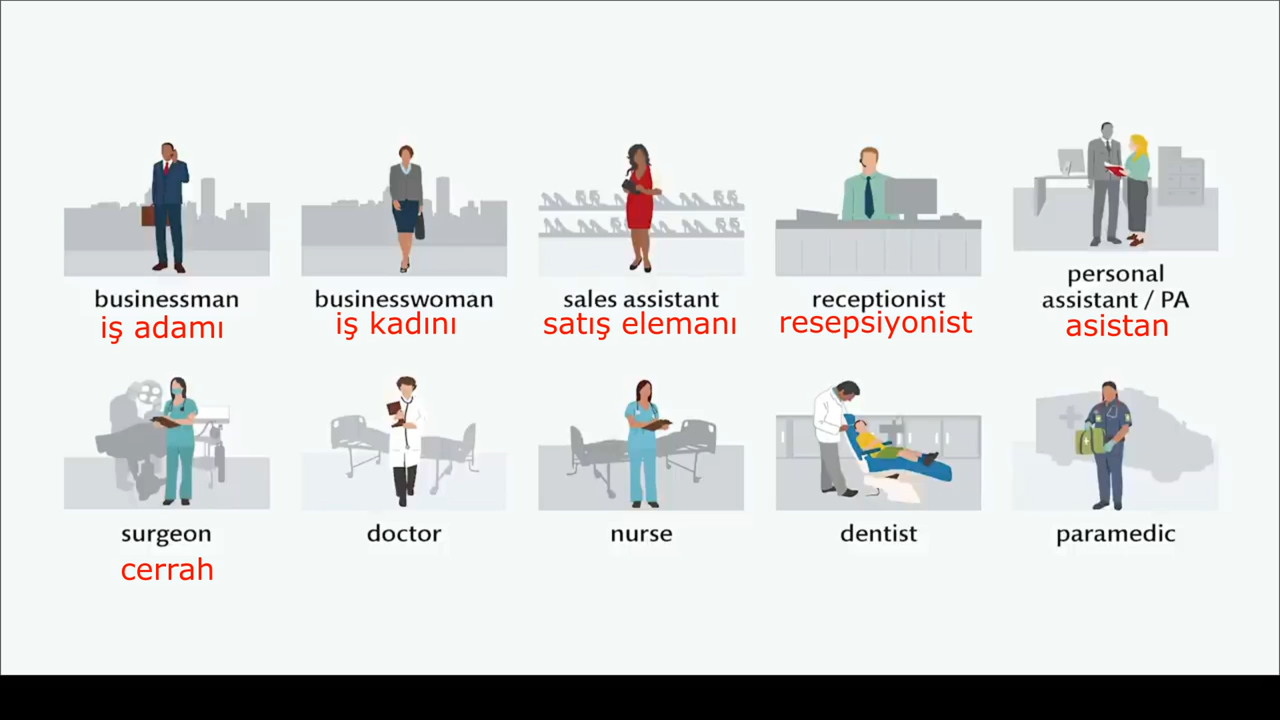 businessman
iş adamı
businesswoman
iş kadını
sales assistant
satış elemanı
receptionist
resepsiyonist
personal
assistant / PA
asistan
surgeon
cerrah
doctor
nurse
dentist
paramedic